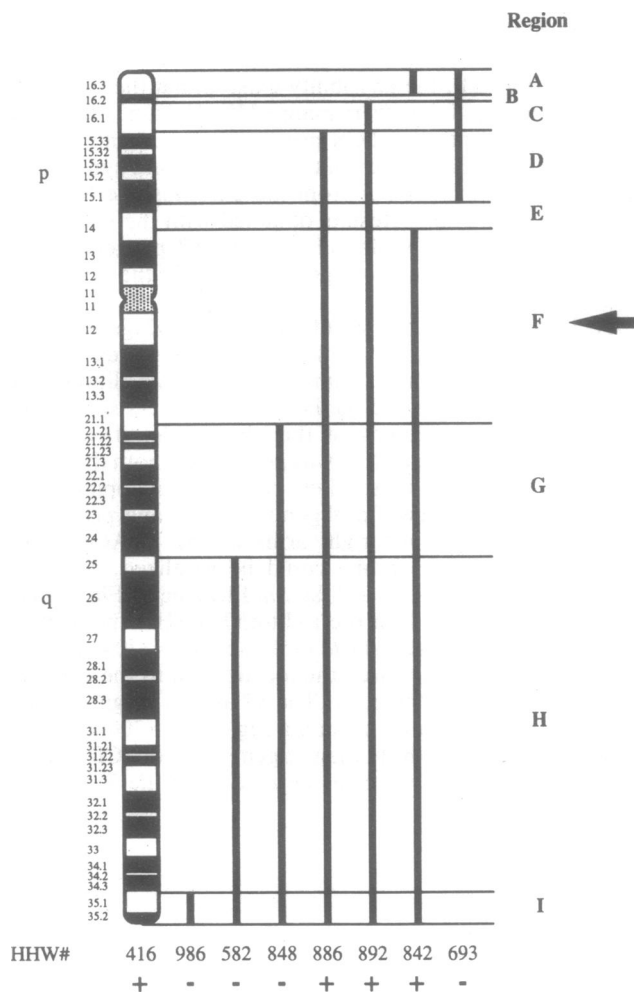 Region
16.3 A
16.2 B
16.1 C
15.33
15.32
15.31 D
15.2
p
15.1
E
14
13
12
11
11
F
12
13.1
13.2
13.3
21.1
21.21
21.22
21.23
21.3
22.1
22.2 G
22.3
23
24
25
q 26
27
28.1
28.2
28.3
31.1 H
31.21
31.22
31.23
31.3
32.1
32.2
32.3
33
34.1
34.2
34.3
35.1 I
35.2
HHW# 416 986 582 848 886 892 842 693
+ - - - + + + -